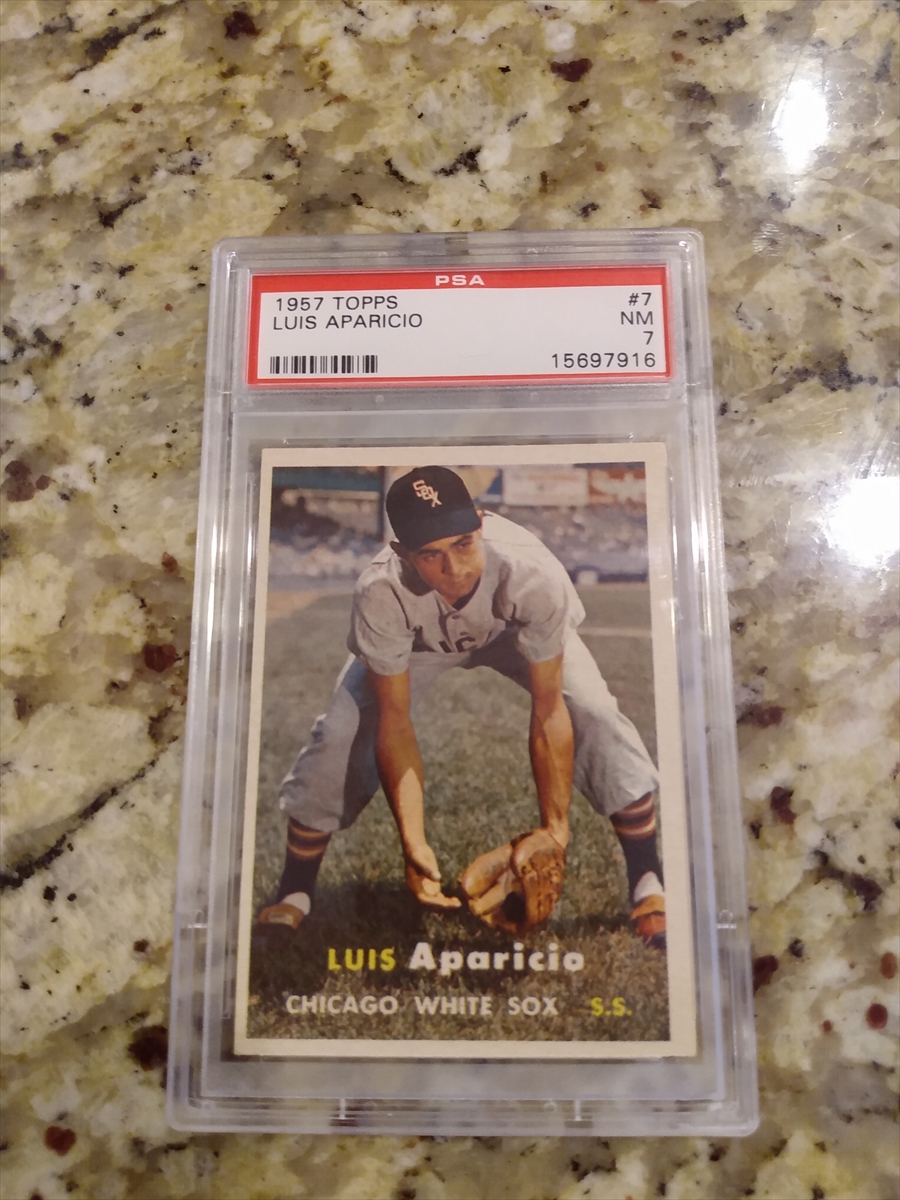 PSA
1957 TOPPS #7
LUIS APARICIO NM
7
15697916
SOX
LUIS Aparicio
CHICAGO WHITE SOX S.S.